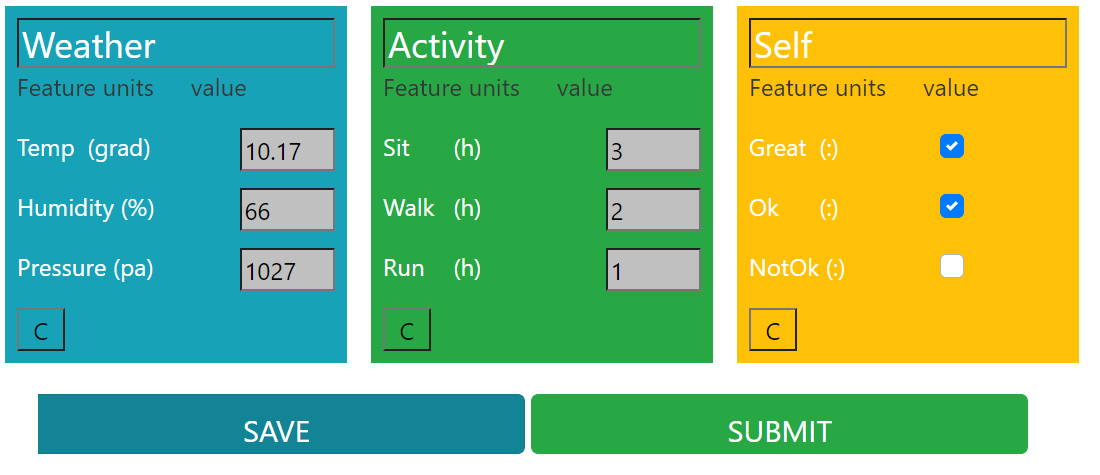 Weather
Feature units value
Temp (grad) 10.17
Humidity (%) 66
Pressure (pa) 1027
C
Activity
Feature units value
Sit (h) 3
Walk (h) 2
Run (h) 1
C
Self
Feature units value
Great (:)
Ok (:)
NotOk (:)
C
SAVE
SUBMIT